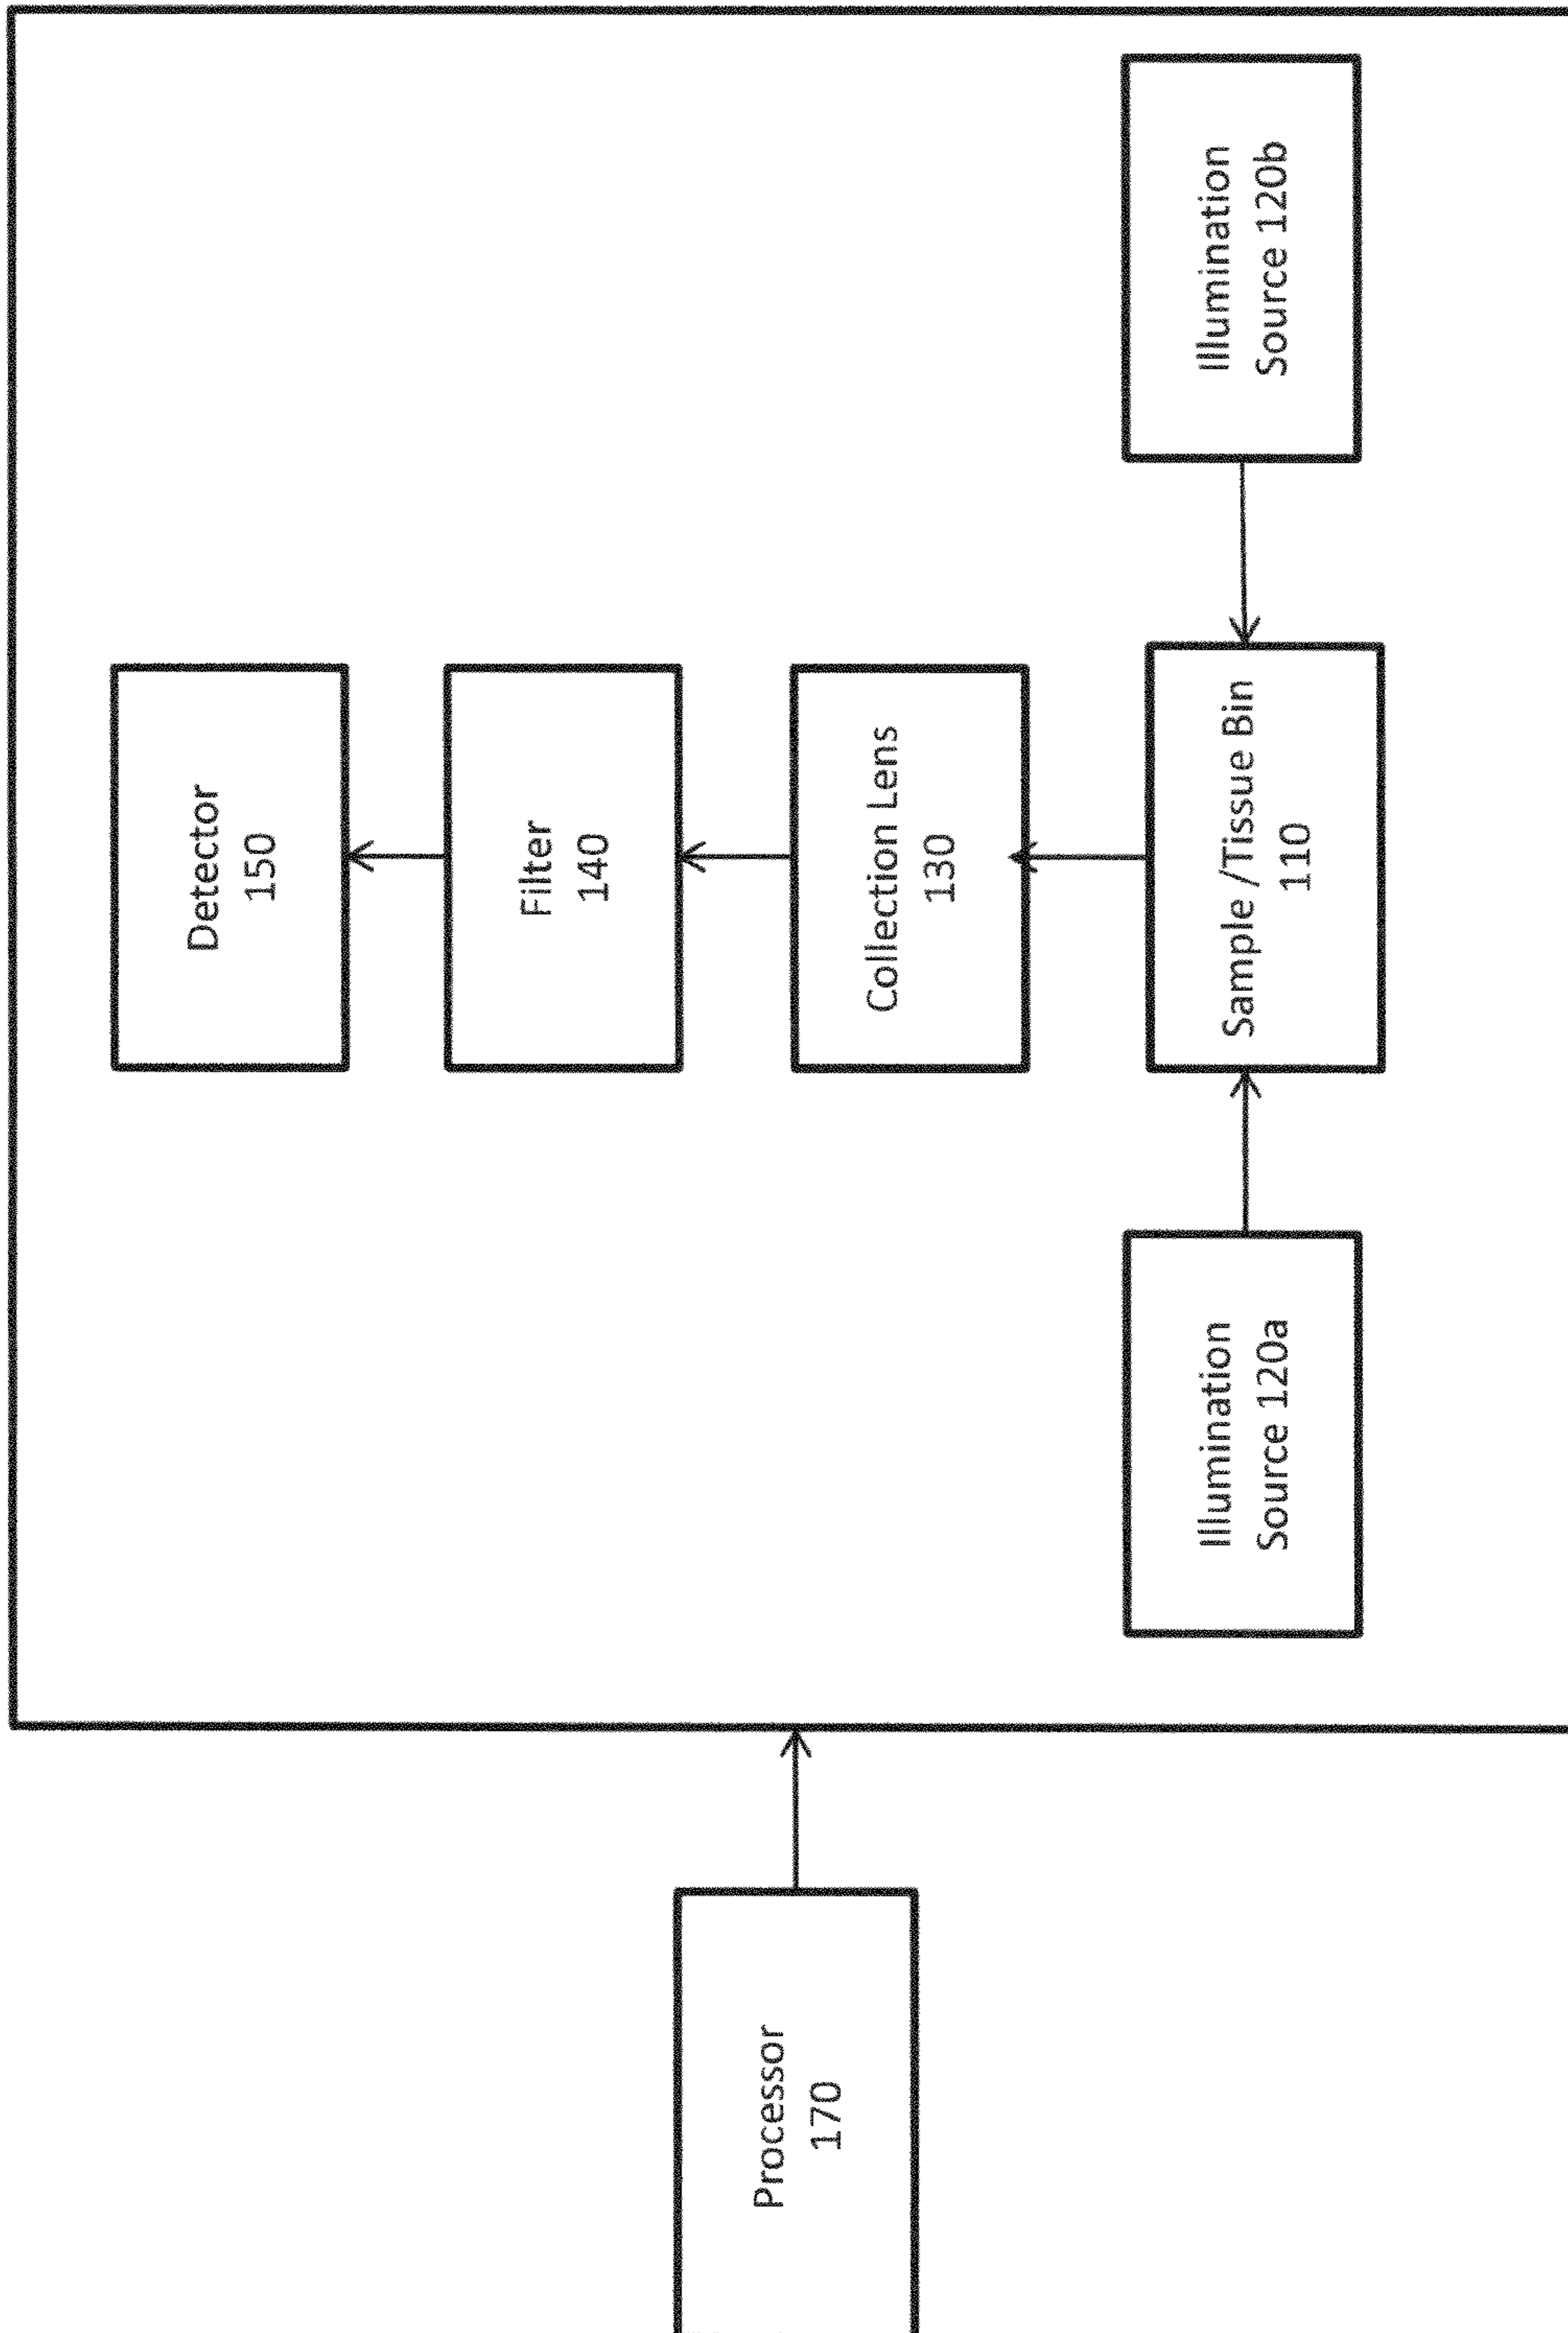 Detector
150
Filter
140
Collection Lens
130
Sample /Tissue Bin
110
Illumination
Source 120a
Illumination
Source 120b
Processor
170